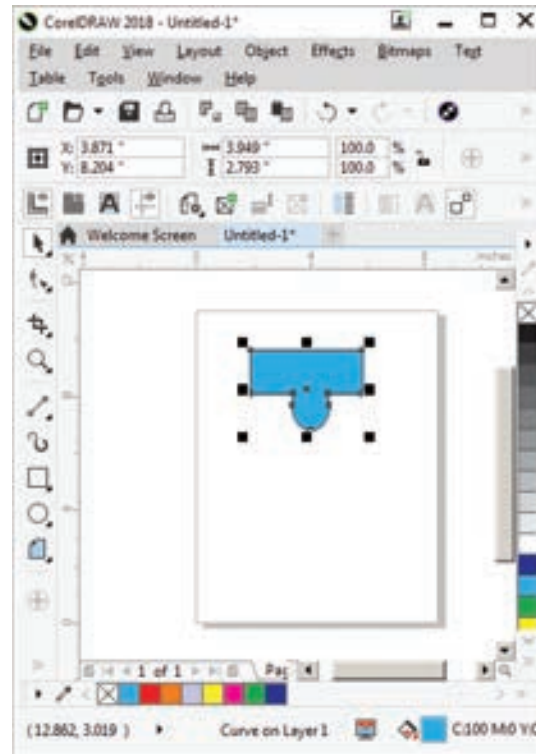 CorelDRAW 2018 - Untitled-1*
File Edit View Layout Object Effects Bitmaps Text
Table Tools Window Help
X: 3.871 " 3.949 " 100.0 %
Y: 8.204 " 2.793 " 100.0 %
Welcome Screen Untitled-1*
inches
1 of 1 Pag
(12.862, 3.019 ) Curve on Layer 1 C:100 M:0 Y:0